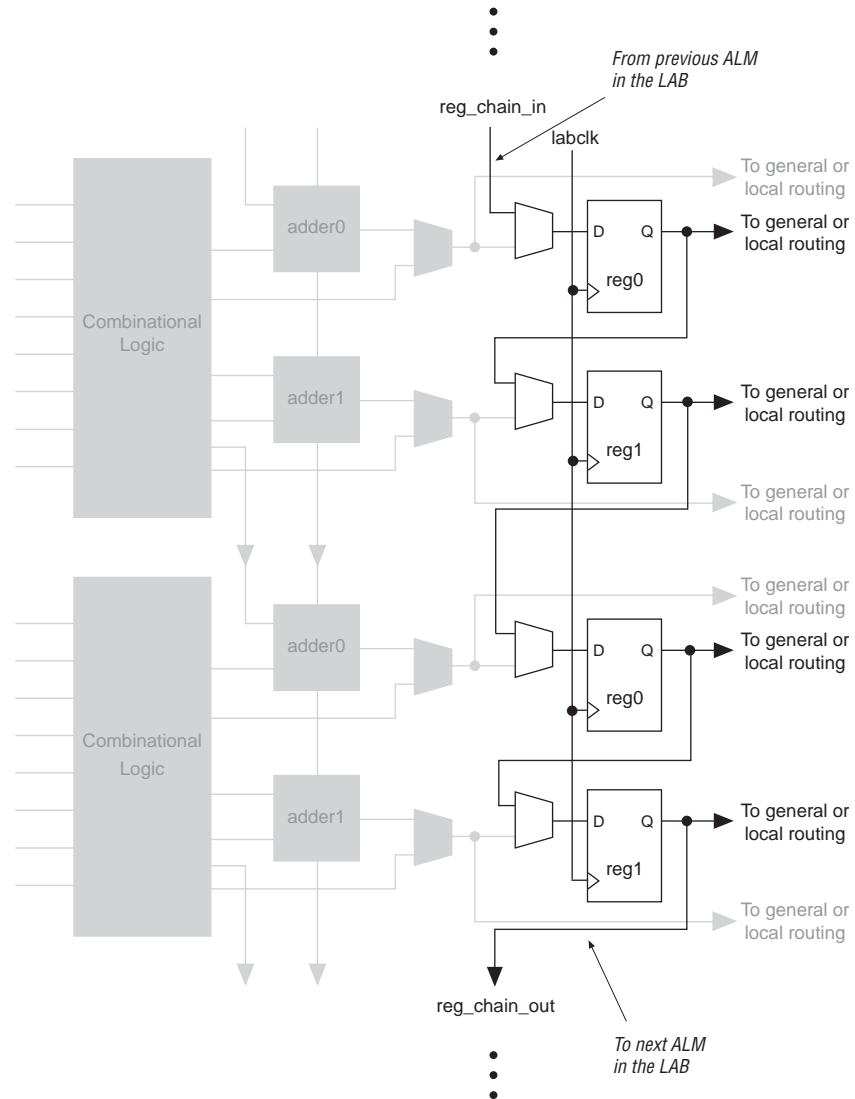 From previous ALM
in the LAB
reg_chain_in
labclk
To general or
local routing
adder0
D
Q
To general or
local routing
reg0
Combinational
Logic
adder1
D
Q
To general or
local routing
reg1
To general or
local routing
To general or
local routing
adder0
D
Q
To general or
local routing
reg0
Combinational
Logic
adder1
D
Q
To general or
local routing
reg1
To general or
local routing
reg_chain_out
To next ALM
in the LAB